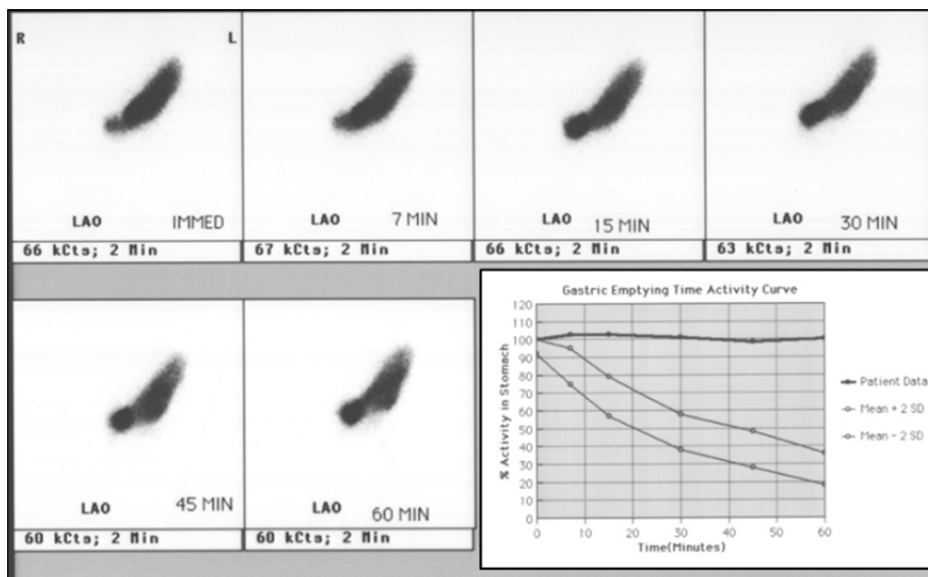 R L
LAO IMMED
66 kCts; 2 Min
LAO 7 MIN
67 kCts; 2 Min
LAO 15 MIN
66 kCts; 2 Min
LAO 30 MIN
63 kCts; 2 Min
LAO 45 MIN
60 kCts; 2 Min
LAO 60 MIN
60 kCts; 2 Min
Gastric Emptying Time Activity Curve
% Activity in Stomach
120
110
100
90
80
70
60
50
40
30
20
10
0
0 10 20 30 40 50 60
Time(Minutes)
Patient Data
Mean + 2 SD
Mean - 2 SD